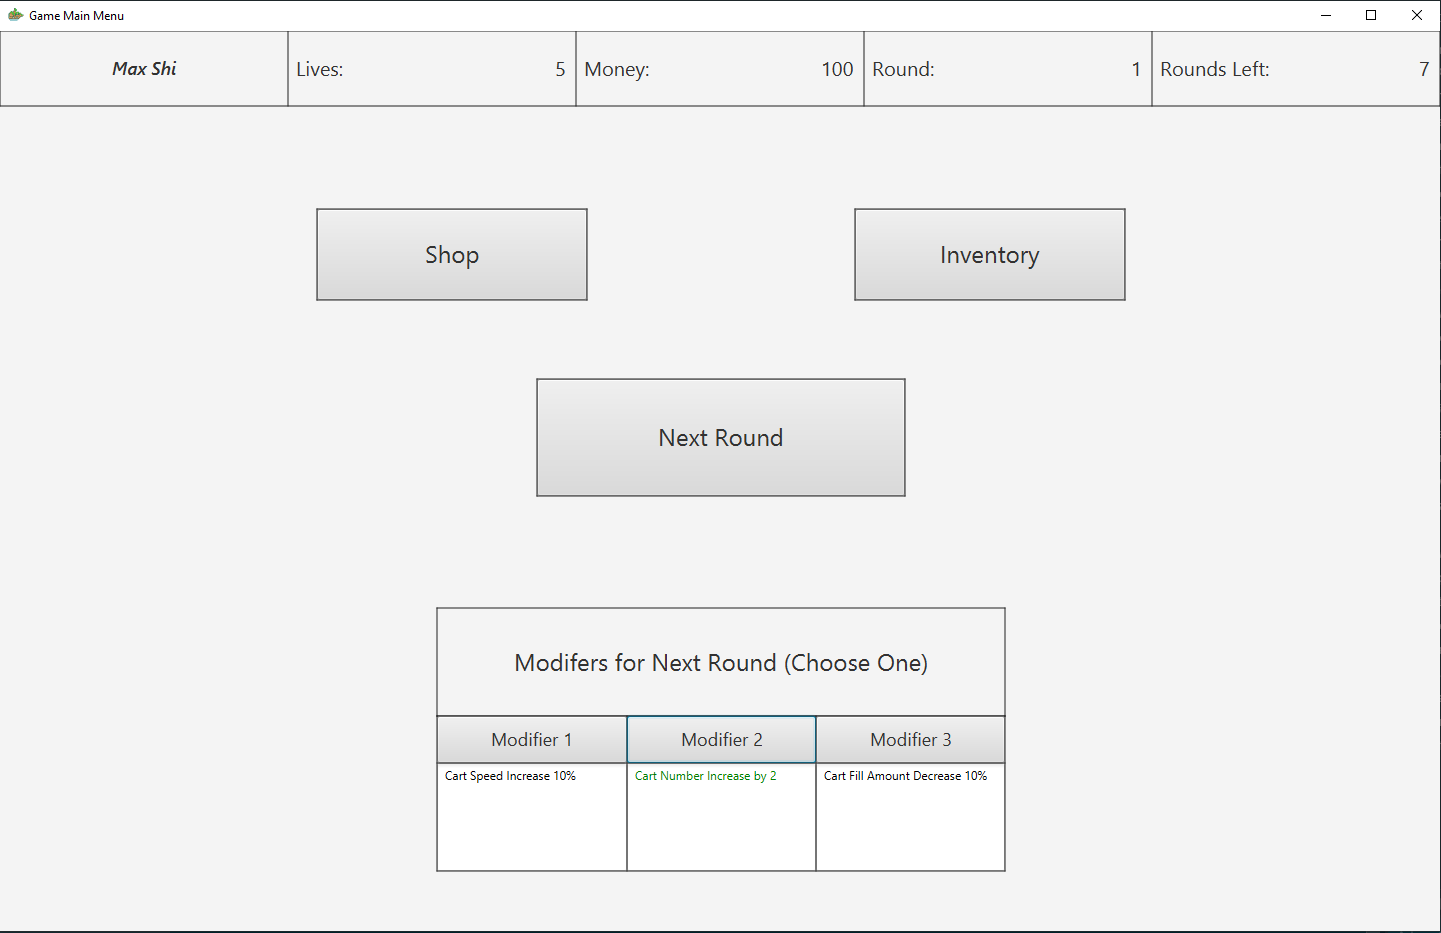 Game Main Menu
Max Shi
Lives: 5
Money: 100
Round: 1
Rounds Left: 7
Shop
Inventory
Next Round
Modifers for Next Round (Choose One)
Modifier 1
Modifier 2
Modifier 3
Cart Speed Increase 10%
Cart Number Increase by 2
Cart Fill Amount Decrease 10%